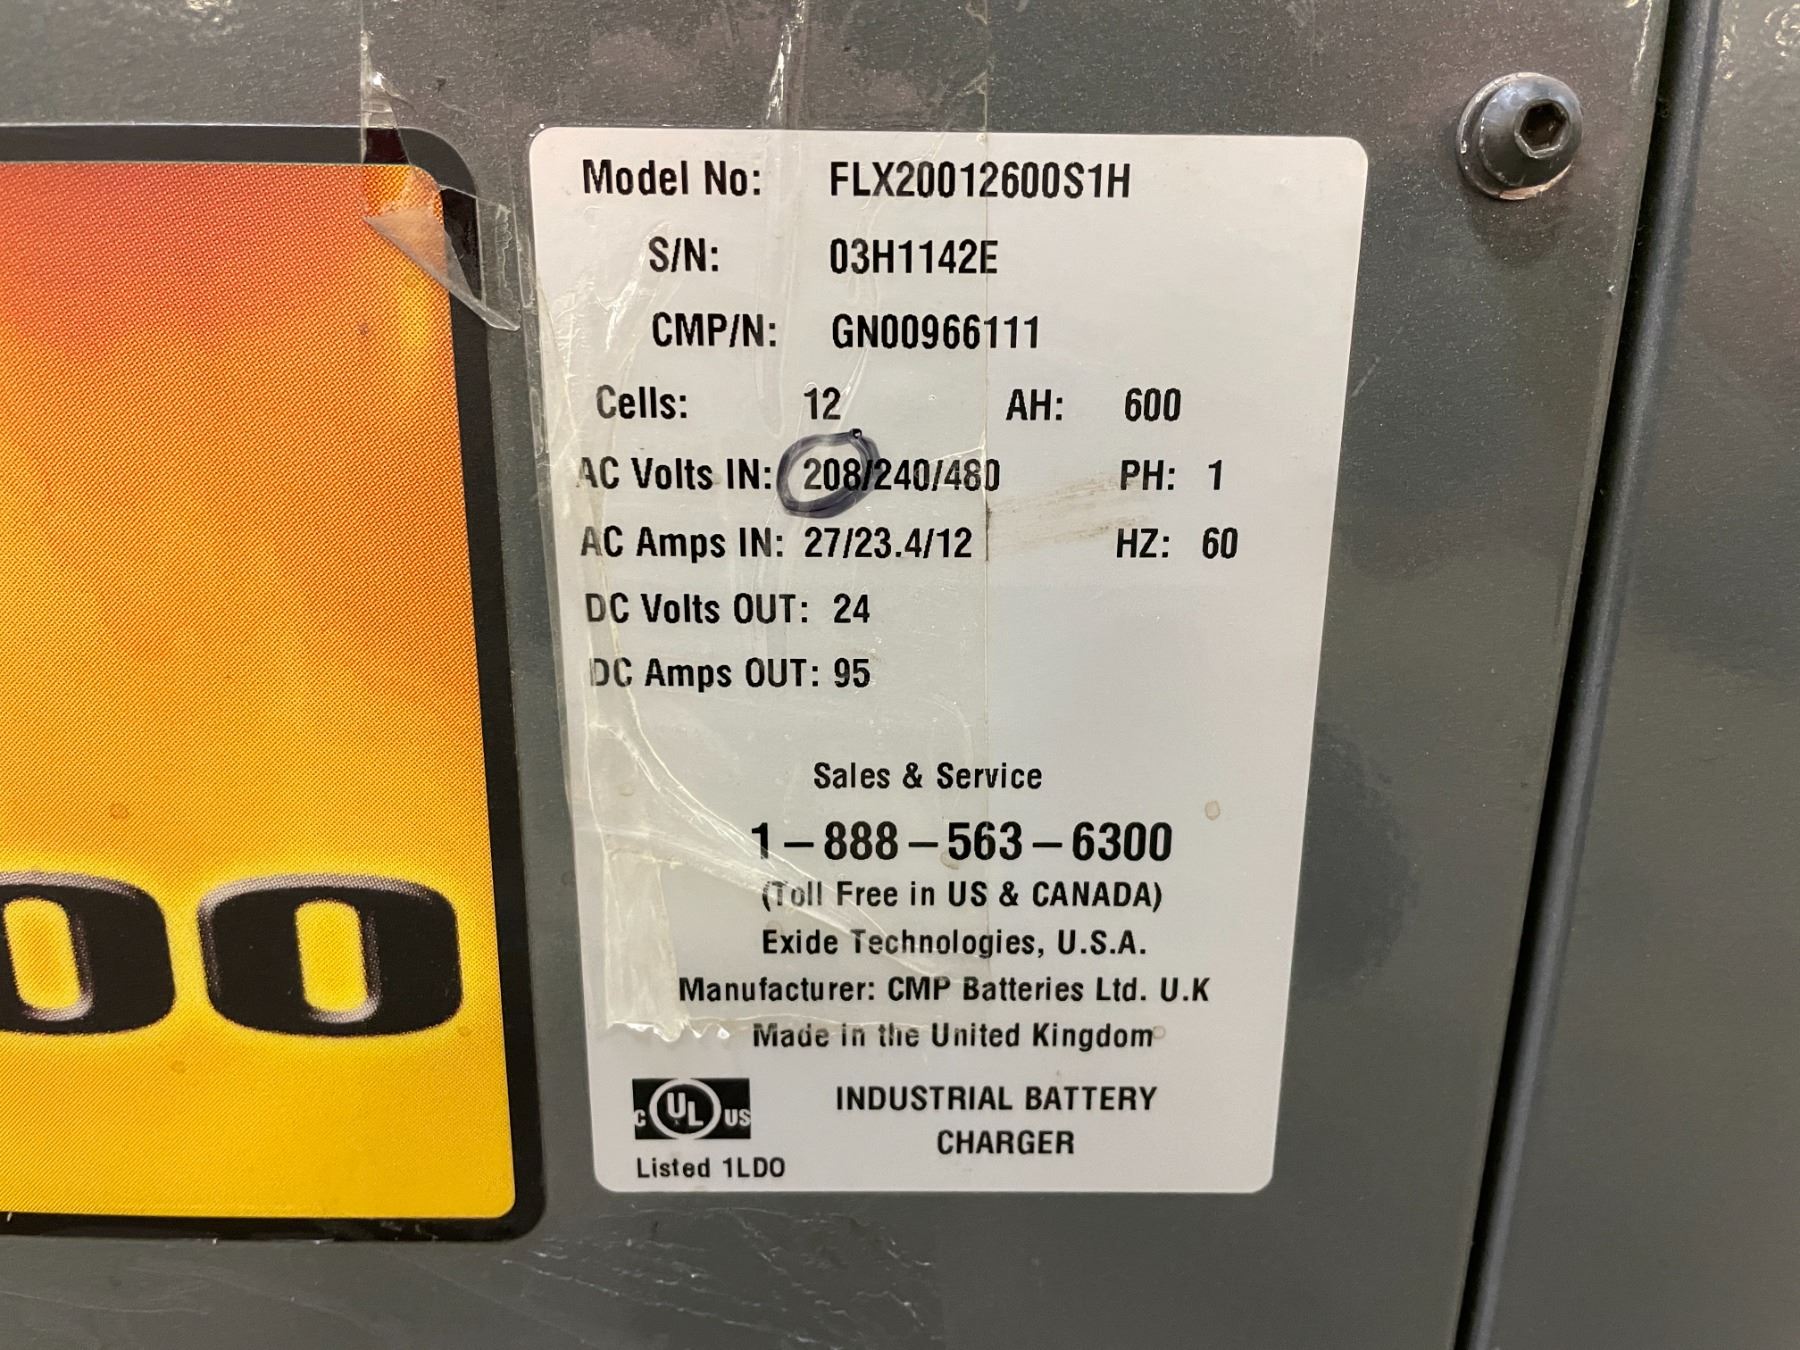 Model No: FLX20012600S1H
S/N: 03H1142E
CMP/N: GN00966111
Cells: 12 AH: 600
AC Volts IN: 208/240/480 PH: 1
AC Amps IN: 27/23.4/12 HZ: 60
DC Volts OUT: 24
DC Amps OUT: 95
Sales & Service
1-888-563-6300
(Toll Free in US & CANADA)
Exide Technologies, U.S.A.
Manufacturer: CMP Batteries Ltd. U.K
Made in the United Kingdom
C UL US
INDUSTRIAL BATTERY
CHARGER
Listed 1LDO
00